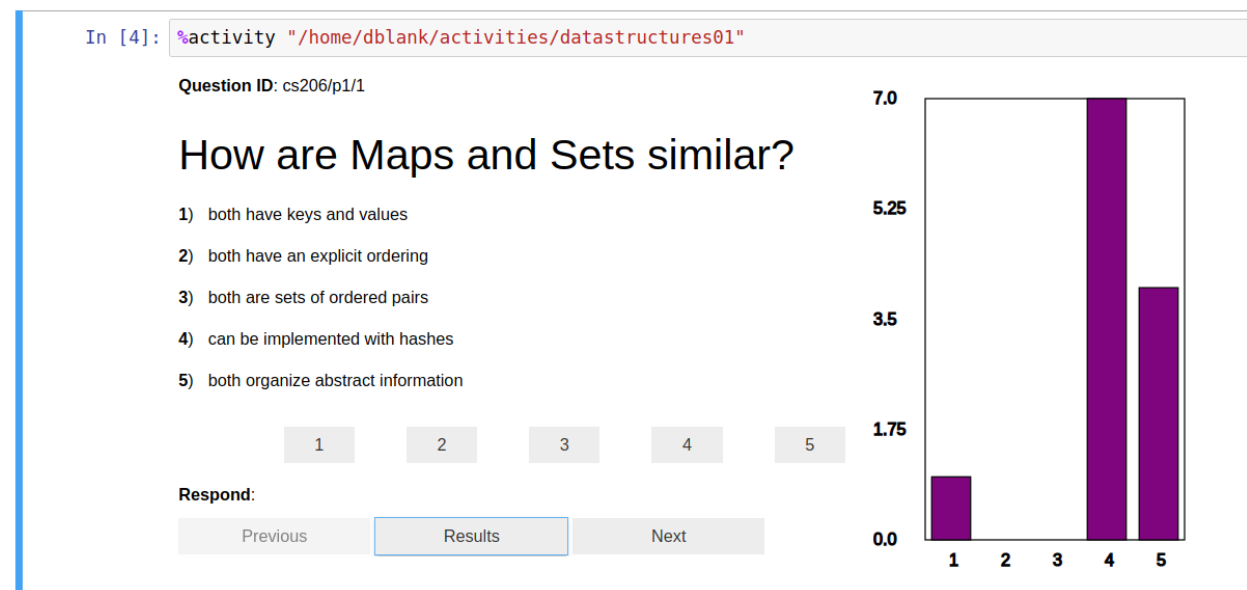 In [4]: %activity "/home/dblank/activities/datastructures01"
Question ID: cs206/p1/1
How are Maps and Sets similar?
1) both have keys and values
2) both have an explicit ordering
3) both are sets of ordered pairs
4) can be implemented with hashes
5) both organize abstract information
1 2 3 4 5
Respond:
Previous Results Next
7.0
5.25
3.5
1.75
0.0
1 2 3 4 5